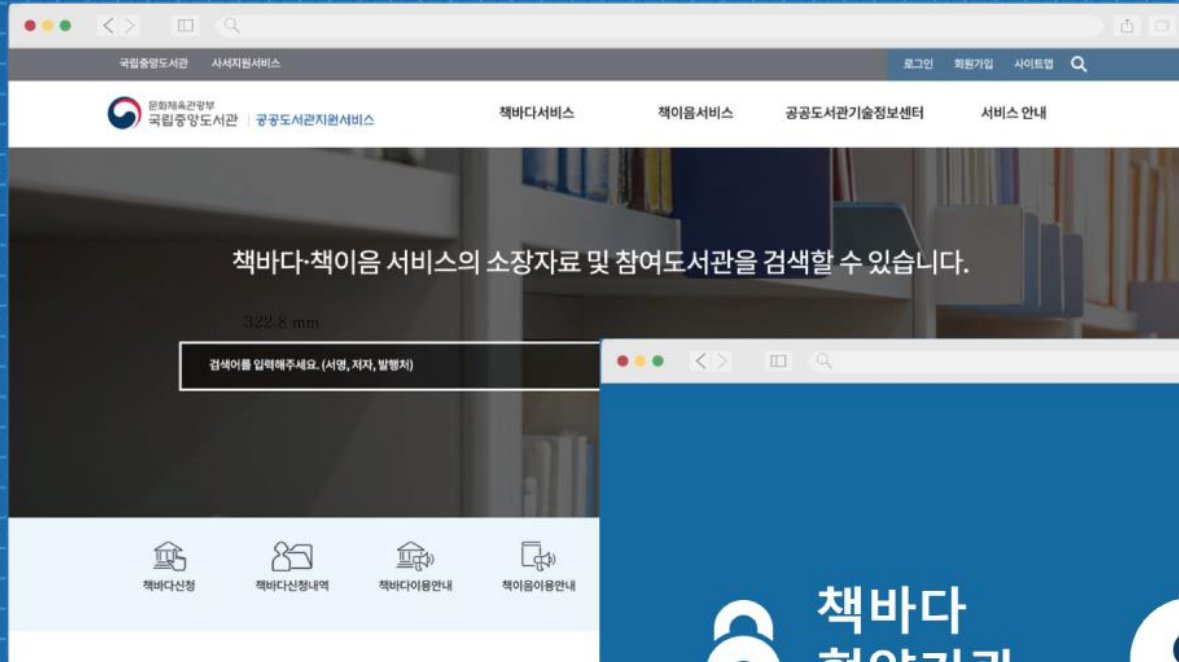 국립중앙도서관 사서지원서비스 로그인 회원가입 사이트맵
문화체육관광부
국립중앙도서관 공공도서관지원서비스 책바다서비스 책이음서비스 공공도서관기술정보센터 서비스 안내
책바다·책이음 서비스의 소장자료 및 참여도서관을 검색할 수 있습니다.
322.8 mm
검색어를 입력해주세요. (서명, 저자, 발행처)
책바다신청 책바다신청내역 책바다이용안내 책이음이용안내
책바다